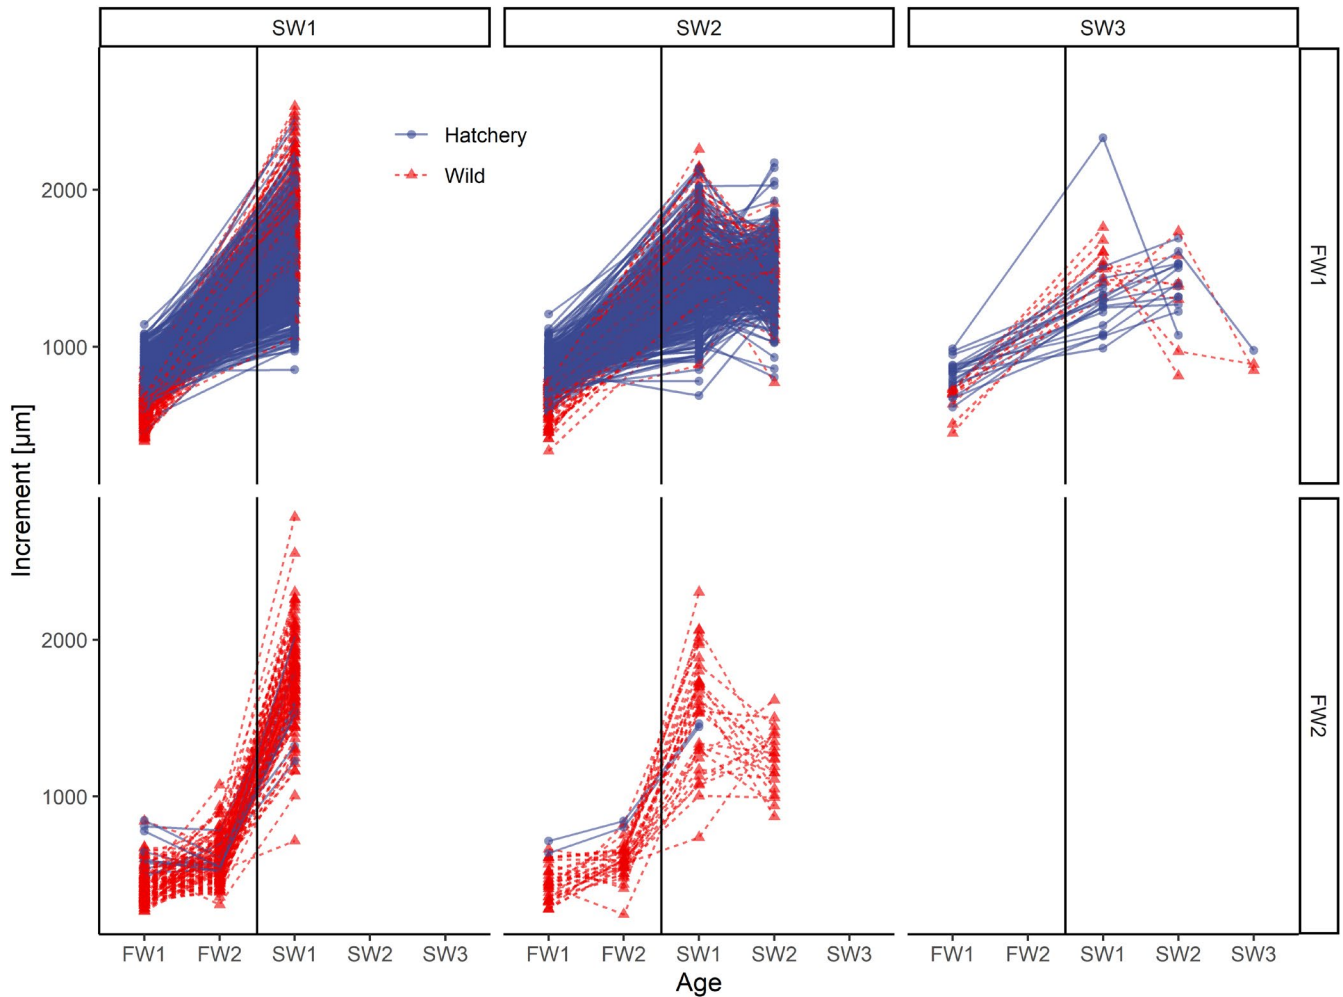 SW1 SW2 SW3
Hatchery
Wild
2000
1000
FW1
Increment [µm]
2000
1000
FW2
FW1 FW2 SW1 SW2 SW3 FW1 FW2 SW1 SW2 SW3 FW1 FW2 SW1 SW2 SW3
Age